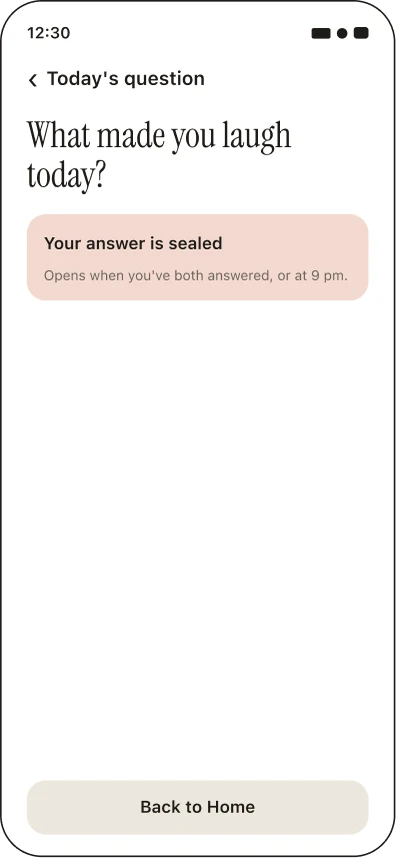 12:30
Today's question
What made you laugh
today?
Your answer is sealed
Opens when you've both answered, or at 9 pm.
Back to Home